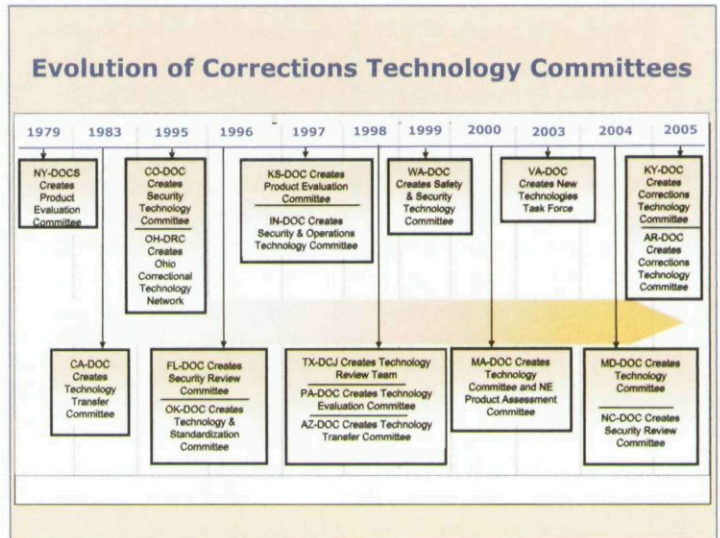 Evolution of Corrections Technology Committees
1979 1983 1995 1996 1997 1998 1999 2000 2003 2004 2005
NY-DOCS
Creates
Product
Evaluation
Committee
CO-DOC
Creates
Security
Technology
Committee
OH-DRC
Creates
Ohio
Correctional
Technology
Network
KS-DOC Creates
Product Evaluation
Committee
IN-DOC Creates
Security & Operations
Technology Committee
WA-DOC
Creates Safety
& Security
Technology
Committee
VA-DOC
Creates New
Technologies
Task Force
KY-DOC
Creates
Corrections
Technology
Committee
AR-DOC
Creates
Corrections
Technology
Committee
CA-DOC
Creates
Technology
Transfer
Committee
FL-DOC Creates
Security Review
Committee
OK-DOC Creates
Technology &
Standardization
Committee
TX-DCJ Creates Technology
Review Team
PA-DOC Creates Technology
Evaluation Committee
AZ-DOC Creates Technology
Transfer Committee
MA-DOC Creates
Technology
Committee and NE
Product Assessment
Committee
MD-DOC Creates
Technology
Committee
NC-DOC Creates
Security Review
Committee